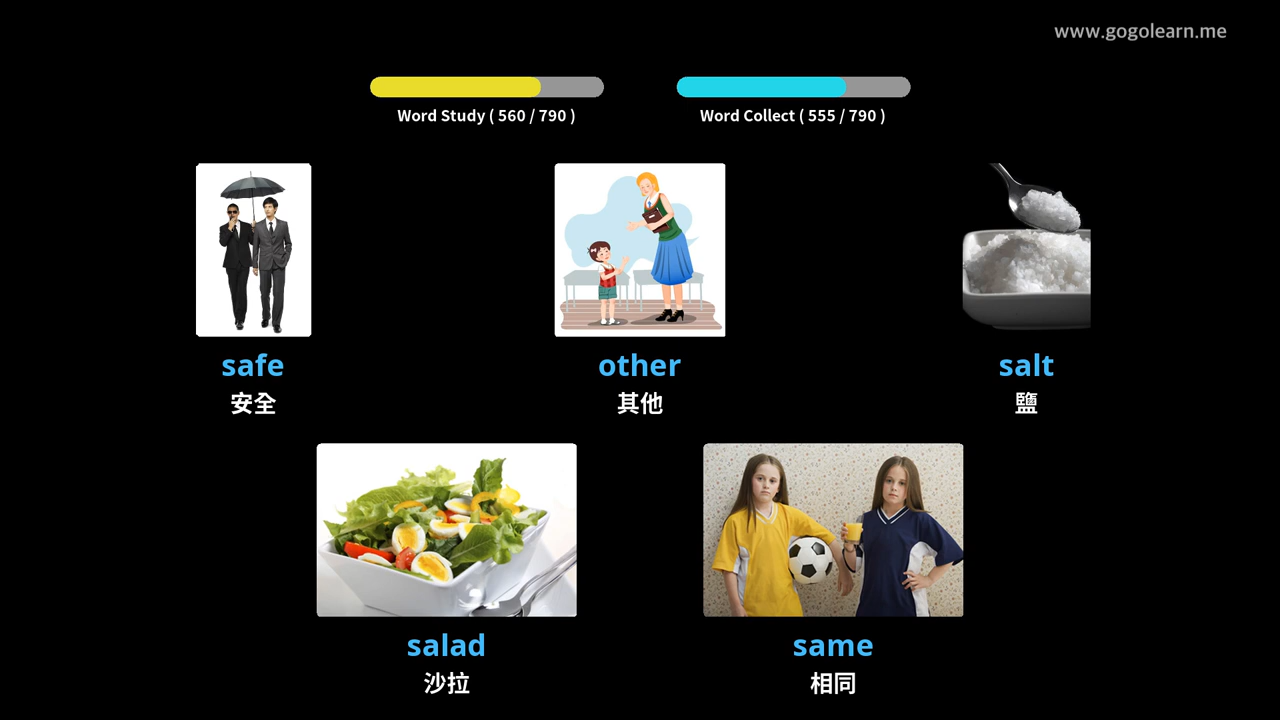 www.gogolearn.me
Word Study ( 560 / 790 )
Word Collect ( 555 / 790 )
safe
安全
other
其他
salt
鹽
salad
沙拉
same
相同